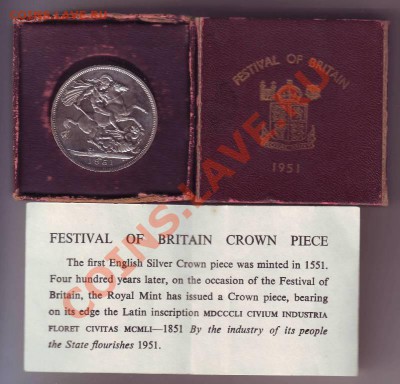 1951
FESTIVAL OF BRITAIN
1951
FESTIVAL OF BRITAIN CROWN PIECE
The first English Silver Crown piece was minted in 1551.
Four hundred years later, on the occasion of the Festival of
Britain, the Royal Mint has issued a Crown piece, bearing
on its edge the Latin inscription MDCCCLI CIVIUM INDUSTRIA
FLORET CIVITAS MCMLI—1851 By the industry of its people
the State flourishes 1951.
COINS.LAVE.RU